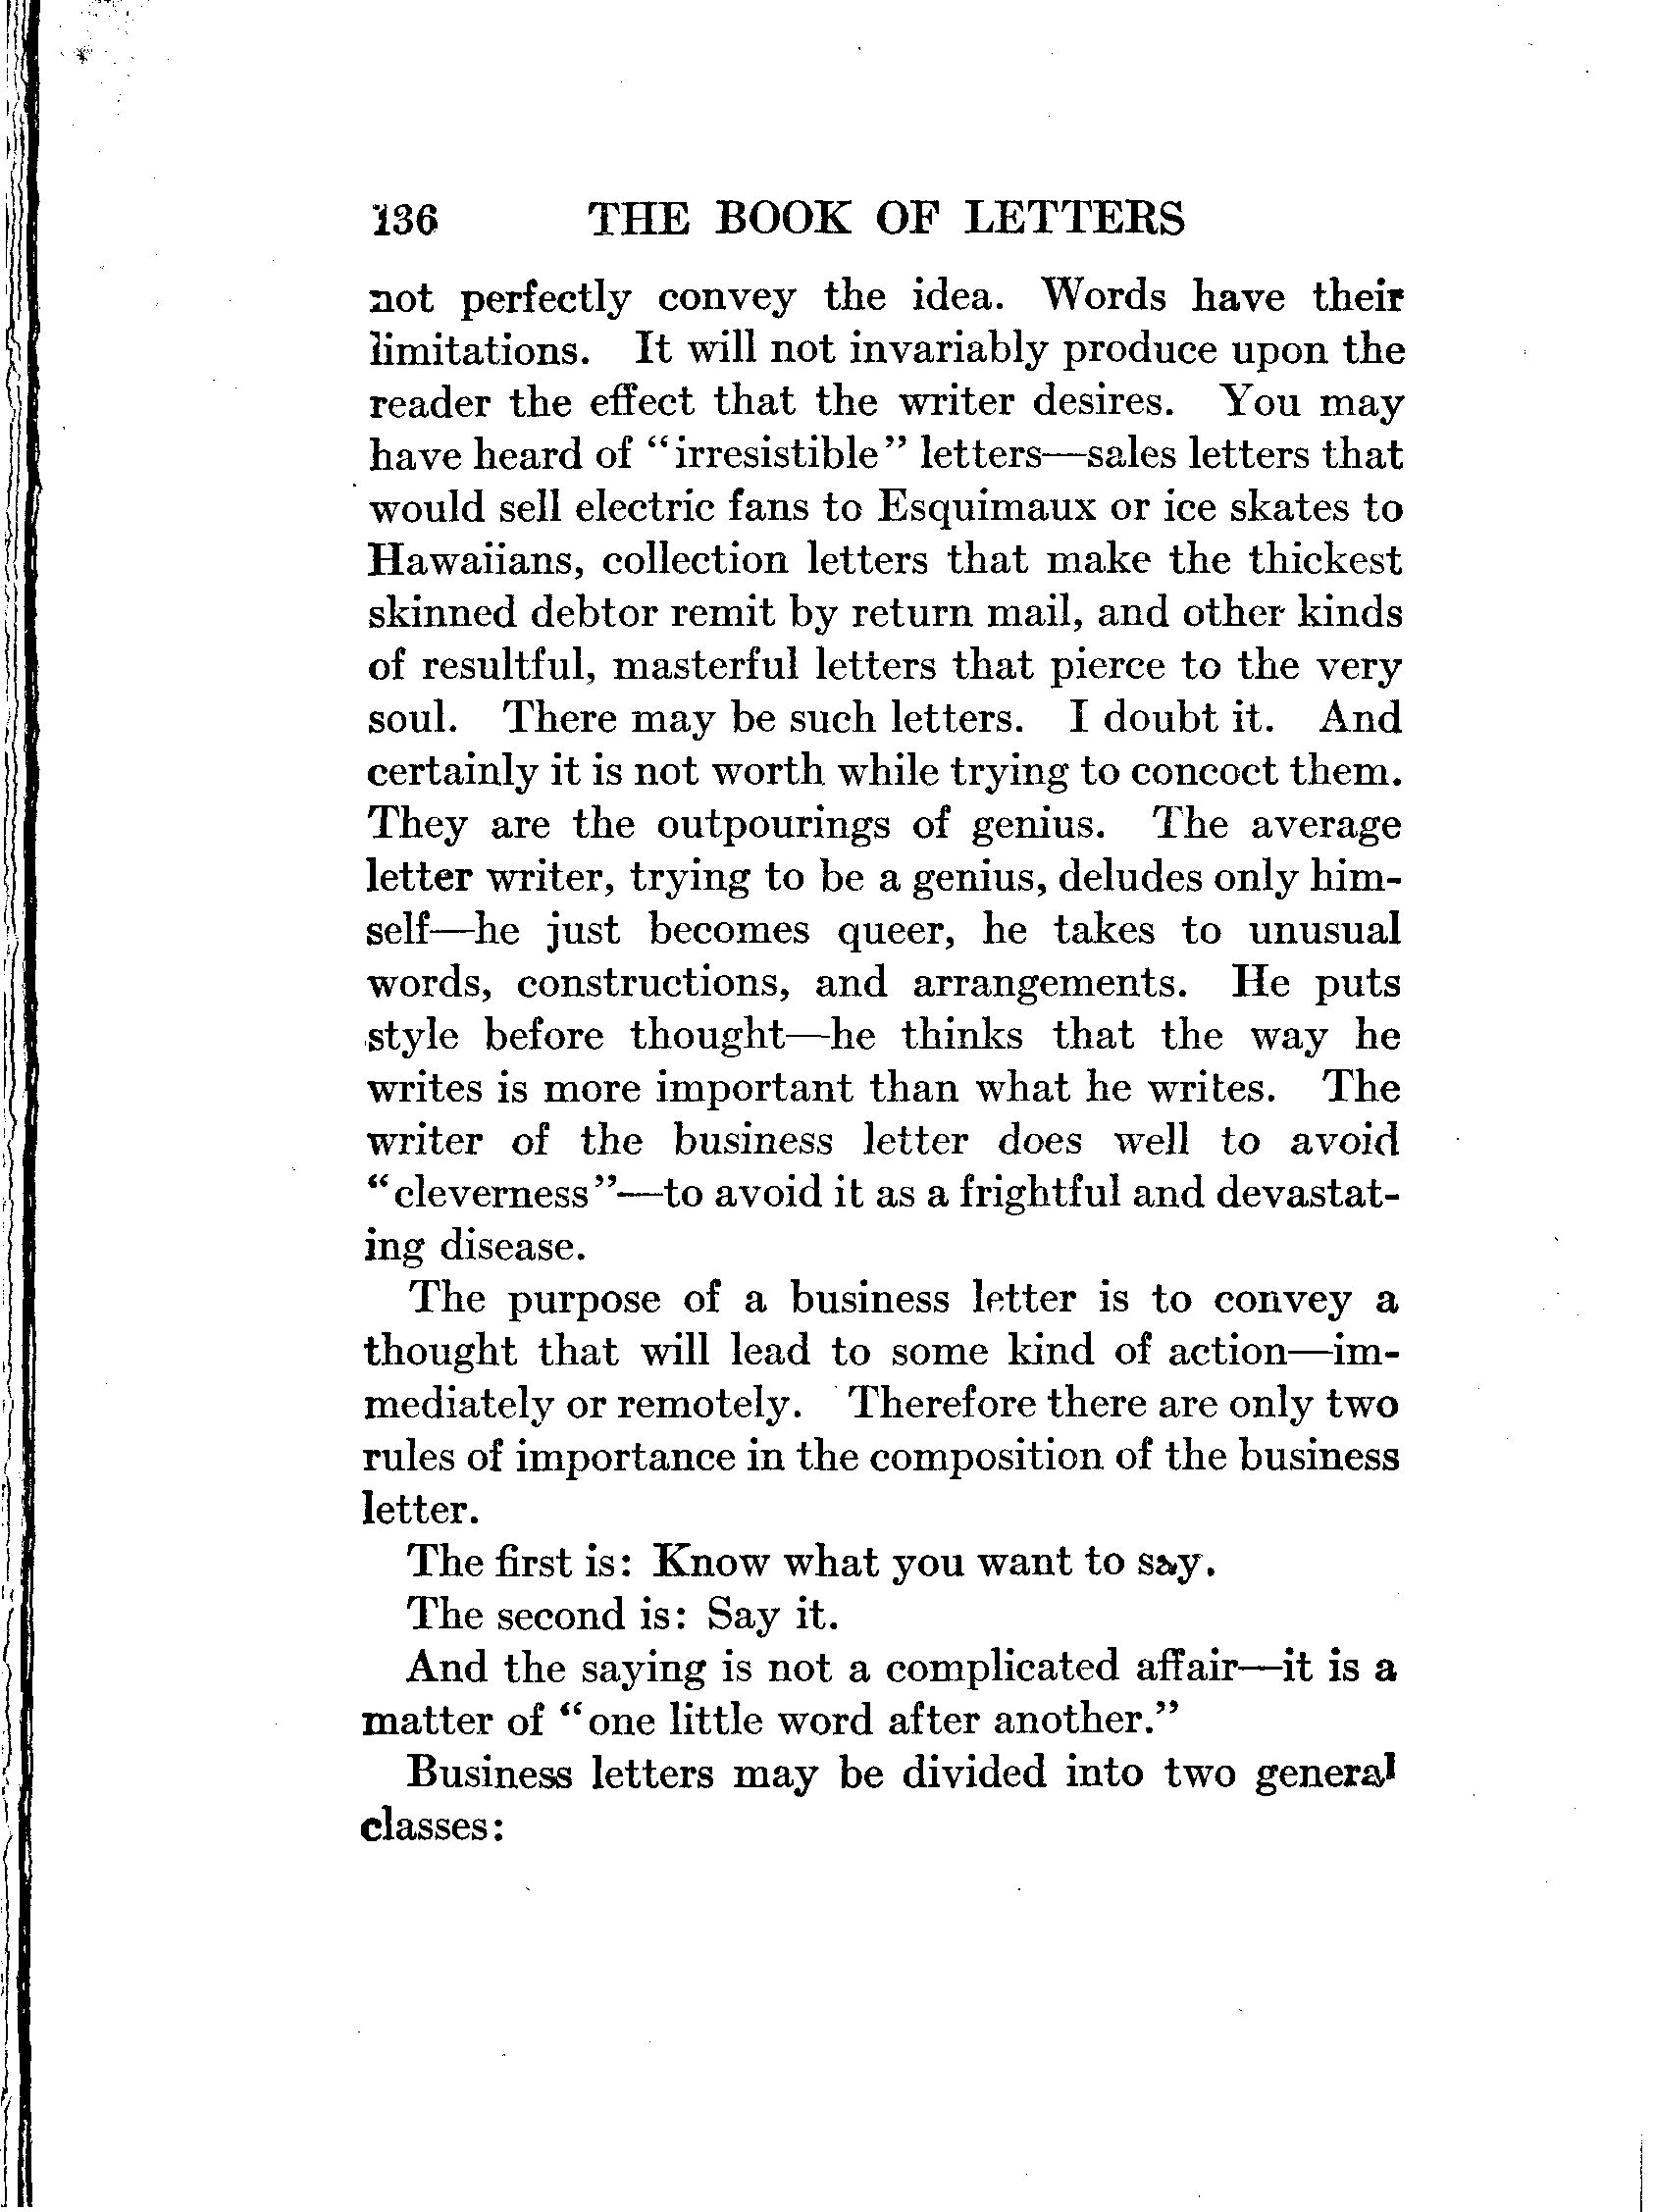 136 THE BOOK OF LETTERS
not perfectly convey the idea. Words have their
limitations. It will not invariably produce upon the
reader the effect that the writer desires. You may
have heard of “irresistible” letters—sales letters that
would sell electric fans to Esquimaux or ice skates to
Hawaiians, collection letters that make the thickest
skinned debtor remit by return mail, and other kinds
of resultful, masterful letters that pierce to the very
soul. There may be such letters. I doubt it. And
certainly it is not worth while trying to concoct them.
They are the outpourings of genius. The average
letter writer, trying to be a genius, deludes only him-
self—he just becomes queer, he takes to unusual
words, constructions, and arrangements. He puts
style before thought—he thinks that the way he
writes is more important than what he writes. The
writer of the business letter does well to avoid
“cleverness”—to avoid it as a frightful and devastat-
ing disease.
The purpose of a business letter is to convey a
thought that will lead to some kind of action—im-
mediately or remotely. Therefore there are only two
rules of importance in the composition of the business
letter.
The first is: Know what you want to say.
The second is: Say it.
And the saying is not a complicated affair—it is a
matter of “one little word after another.”
Business letters may be divided into two general
classes: